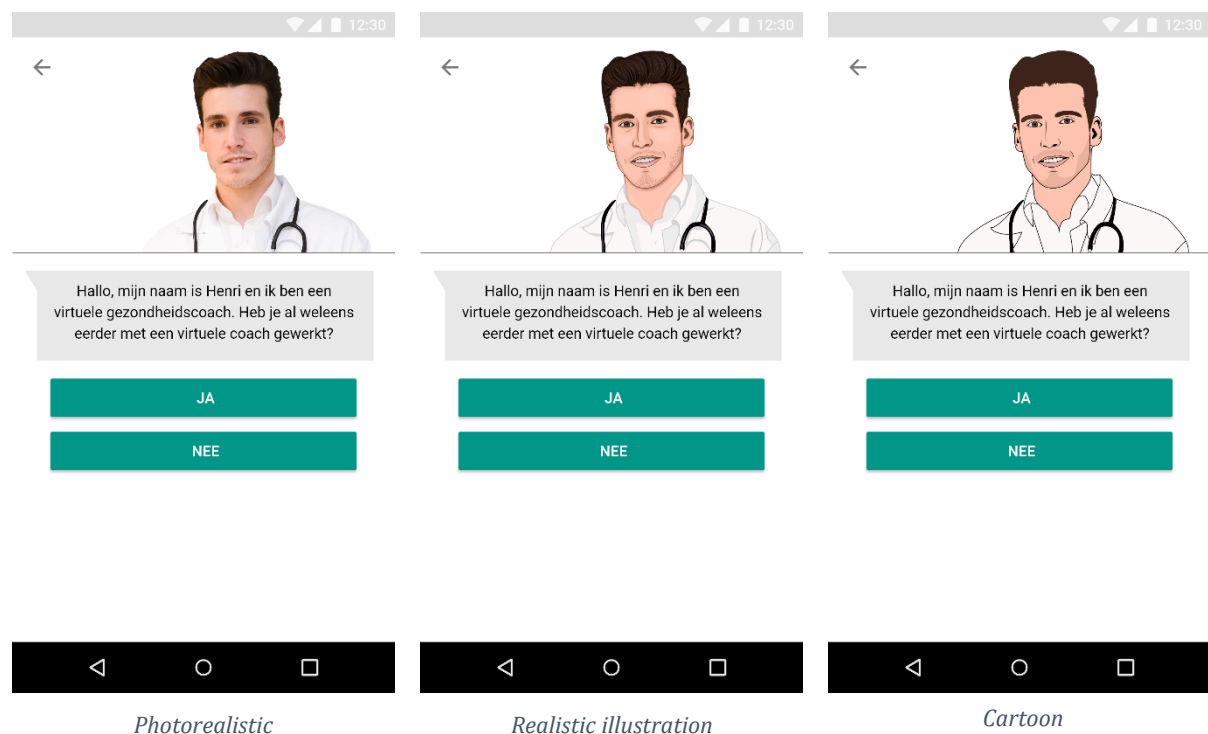 12:30
Hallo, mijn naam is Henri en ik ben een
virtuele gezondheidscoach. Heb je al weleens
eerder met een virtuele coach gewerkt?
JA
NEE
Photorealistic
12:30
Hallo, mijn naam is Henri en ik ben een
virtuele gezondheidscoach. Heb je al weleens
eerder met een virtuele coach gewerkt?
JA
NEE
Realistic illustration
12:30
Hallo, mijn naam is Henri en ik ben een
virtuele gezondheidscoach. Heb je al weleens
eerder met een virtuele coach gewerkt?
JA
NEE
Cartoon